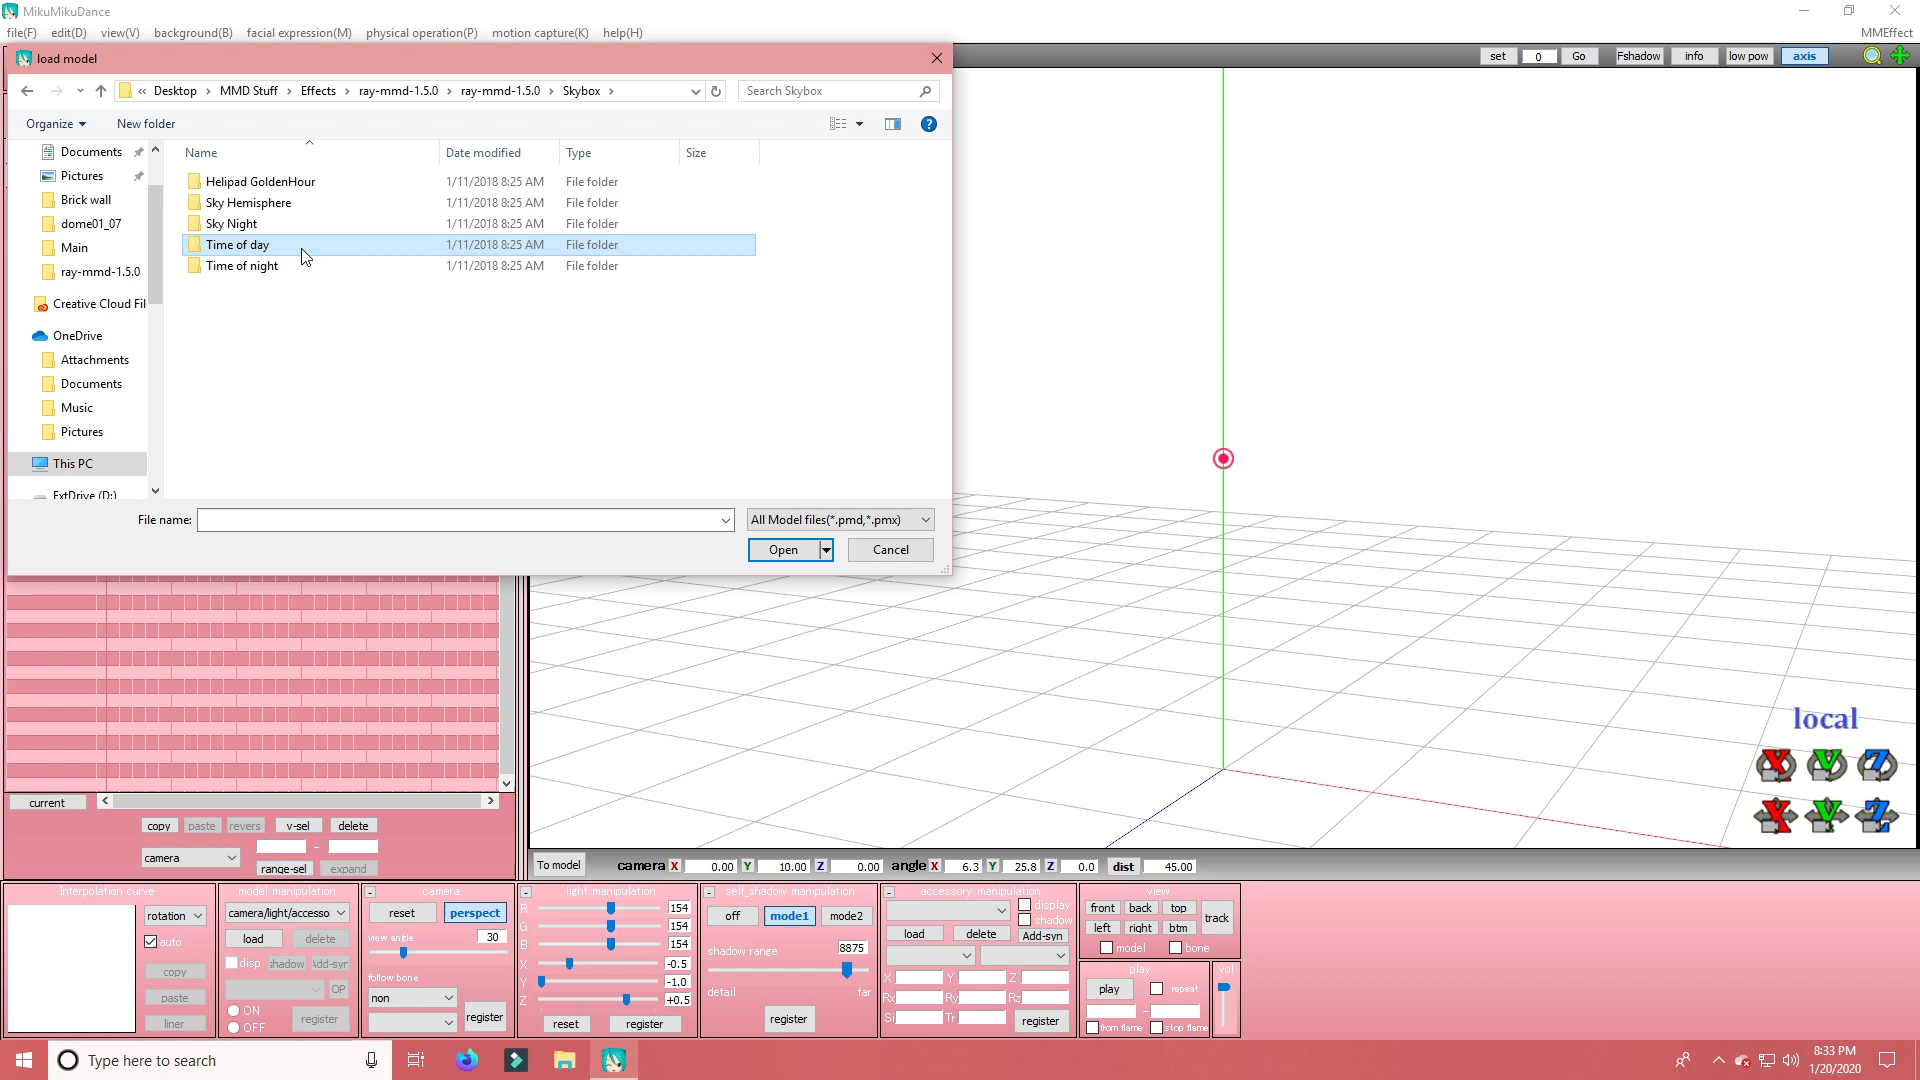 MikuMikuDance
file(F) edit(D) view(V) background(B) facial expression(M) physical operation(P) motion capture(K) help(H) MMEffect
load model
set 0 Go Fshadow info low pow axis
« Desktop > MMD Stuff > Effects > ray-mmd-1.5.0 > ray-mmd-1.5.0 > Skybox >
Search Skybox
Organize New folder
Name Date modified Type Size
Documents
Pictures
Brick wall
dome01_07
Main
ray-mmd-1.5.0
Creative Cloud Fil
OneDrive
Attachments
Documents
Music
Pictures
This PC
ExtDrive (D:)
Helipad GoldenHour 1/11/2018 8:25 AM File folder
Sky Hemisphere 1/11/2018 8:25 AM File folder
Sky Night 1/11/2018 8:25 AM File folder
Time of day 1/11/2018 8:25 AM File folder
Time of night 1/11/2018 8:25 AM File folder
File name: All Model files(*.pmd,*.pmx)
Open Cancel
local
X Y Z
X Y Z
current
copy paste revers v-sel delete
camera -
range-sel expand
To model camera X 0.00 Y 10.00 Z 0.00 angle X 6.3 Y 25.8 Z 0.0 dist 45.00
Interpolation curve
rotation
auto
copy
paste
liner
model manipulation
camera/light/accesso
load delete
disp shadow Add-syn
OP
ON
OFF
register
- camera
reset perspect
view angle 30
follow bone
non
register
- light manipulation
R 154
G 154
B 154
X -0.5
Y -1.0
Z +0.5
reset register
- self_shadow manipulation
off mode1 mode2
shadow range 8875
detail far
register
- accessory manipulation
display
shadow
load delete Add-syn
X Y Z
Rx Ry Rz
Si Tr register
view
front back top
left right btm
track
model bone
play
play repeat
-
from flame stop flame
vol
Type here to search
8:33 PM
1/20/2020